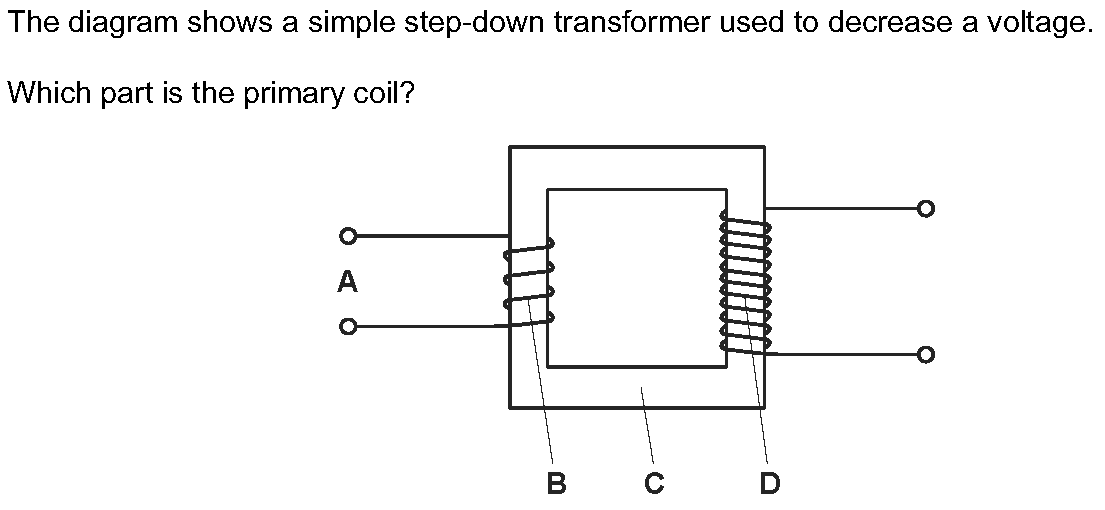 The diagram shows a simple step-down transformer used to decrease a voltage.
Which part is the primary coil?
A
B C D